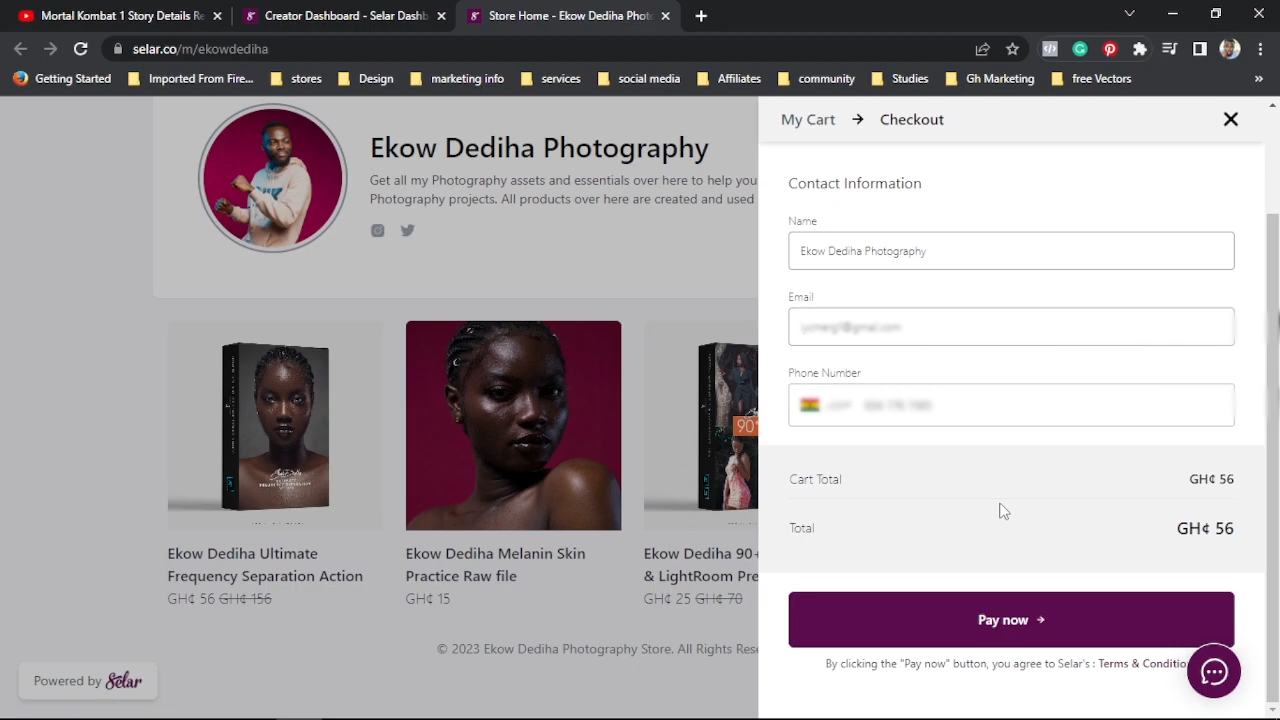 Mortal Kombat 1 Story Details Re
Creator Dashboard - Selar Dashb
Store Home - Ekow Dediha Phot
selar.co/m/ekowdediha
Getting Started
Imported From Fire...
stores
Design
marketing info
services
social media
Affiliates
community
Studies
Gh Marketing
free Vectors
»
Ekow Dediha Photography
Get all my Photography assets and essentials over here to help you
Photography projects. All products over here are created and used
Ekow Dediha Ultimate
Frequency Separation Action
GH¢ 56 GH¢ 156
Ekow Dediha Melanin Skin
Practice Raw file
GH¢ 15
90
Ekow Dediha 90+
& LightRoom Pre
GH¢ 25 GH¢ 70
© 2023 Ekow Dediha Photography Store. All Rights Rese
Powered by Selar
My Cart → Checkout
Contact Information
Name
Ekow Dediha Photography
Email
Phone Number
Cart Total GH¢ 56
Total GH¢ 56
Pay now →
By clicking the "Pay now" button, you agree to Selar's : Terms & Conditio